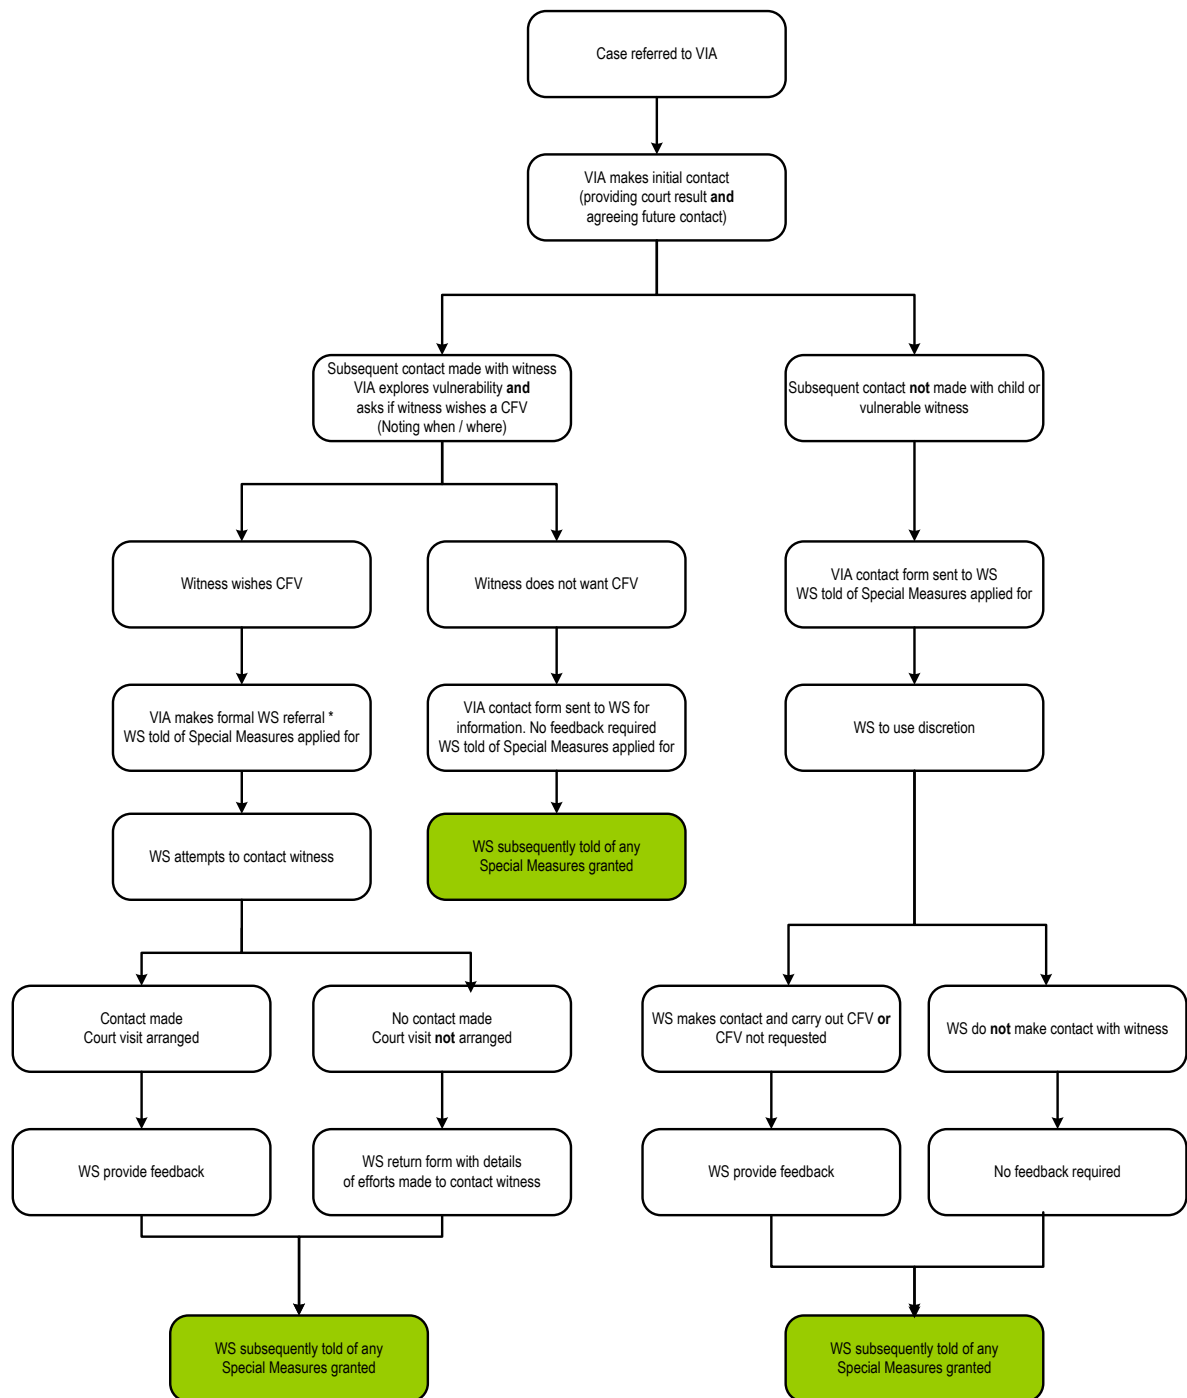 Case referred to VIA
VIA makes initial contact
(providing court result and
agreeing future contact)
Subsequent contact made with witness
VIA explores vulnerability and
asks if witness wishes a CFV
(Noting when / where)
Subsequent contact not made with child or
vulnerable witness
Witness wishes CFV
Witness does not want CFV
VIA contact form sent to WS
WS told of Special Measures applied for
VIA makes formal WS referral *
WS told of Special Measures applied for
VIA contact form sent to WS for
information. No feedback required
WS told of Special Measures applied for
WS to use discretion
WS attempts to contact witness
WS subsequently told of any
Special Measures granted
Contact made
Court visit arranged
No contact made
Court visit not arranged
WS makes contact and carry out CFV or
CFV not requested
WS do not make contact with witness
WS provide feedback
WS return form with details
of efforts made to contact witness
WS provide feedback
No feedback required
WS subsequently told of any
Special Measures granted
WS subsequently told of any
Special Measures granted